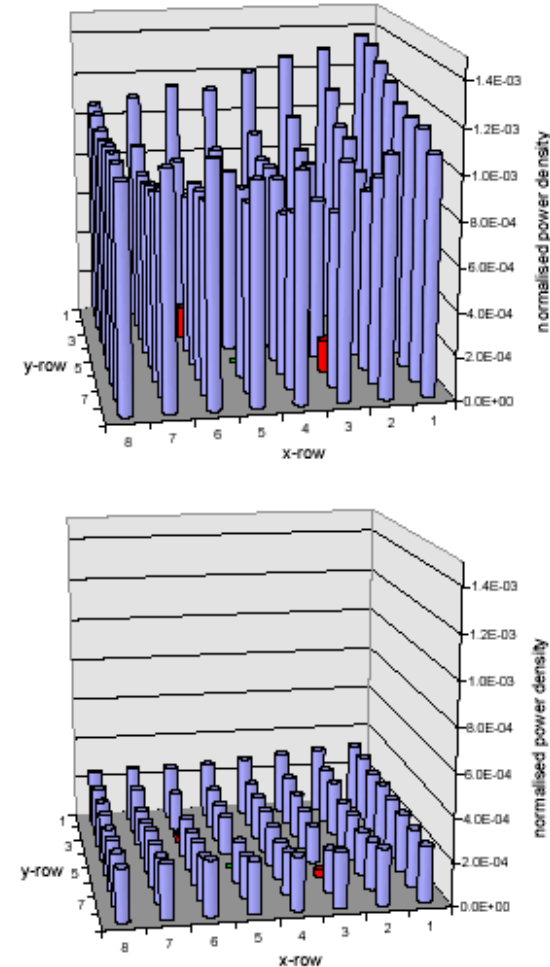 1.4E-03
1.2E-03
1.0E-03
8.0E-04
6.0E-04
4.0E-04
2.0E-04
0.0E+00
normalised power density
1
3
y-row 5
7
8 7 6 5 4 3 2 1
x-row
1.4E-03
1.2E-03
1.0E-03
8.0E-04
6.0E-04
4.0E-04
2.0E-04
0.0E+00
normalised power density
1
3
y-row 5
7
8 7 6 5 4 3 2 1
x-row